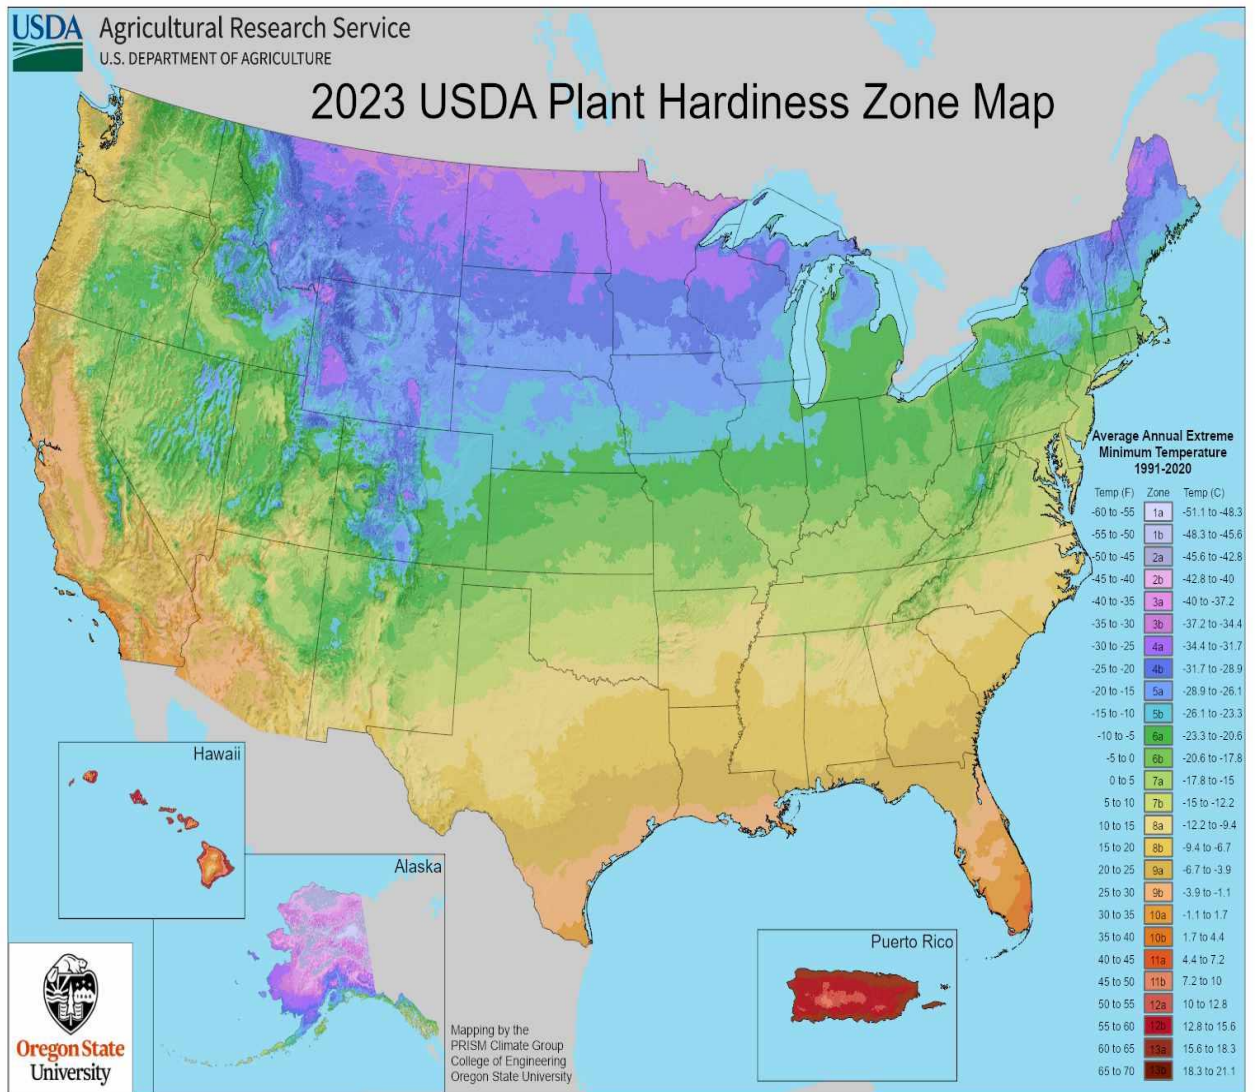 USDA Agricultural Research Service
U.S. DEPARTMENT OF AGRICULTURE
2023 USDA Plant Hardiness Zone Map
Average Annual Extreme
Minimum Temperature
1991-2020
Temp (F) Zone Temp (C)
-60 to -55 1a -51.1 to -48.3
-55 to -50 1b -48.3 to -45.6
-50 to -45 2a -45.6 to -42.8
-45 to -40 2b -42.8 to -40
-40 to -35 3a -40 to -37.2
-35 to -30 3b -37.2 to -34.4
-30 to -25 4a -34.4 to -31.7
-25 to -20 4b -31.7 to -28.9
-20 to -15 5a -28.9 to -26.1
-15 to -10 5b -26.1 to -23.3
-10 to -5 6a -23.3 to -20.6
-5 to 0 6b -20.6 to -17.8
0 to 5 7a -17.8 to -15
5 to 10 7b -15 to -12.2
10 to 15 8a -12.2 to -9.4
15 to 20 8b -9.4 to -6.7
20 to 25 9a -6.7 to -3.9
25 to 30 9b -3.9 to -1.1
30 to 35 10a -1.1 to 1.7
35 to 40 10b 1.7 to 4.4
40 to 45 11a 4.4 to 7.2
45 to 50 11b 7.2 to 10
50 to 55 12a 10 to 12.8
55 to 60 12b 12.8 to 15.6
60 to 65 13a 15.6 to 18.3
65 to 70 13b 18.3 to 21.1
Hawaii
Alaska
Puerto Rico
Mapping by the
PRISM Climate Group
College of Engineering
Oregon State University
Oregon State
University